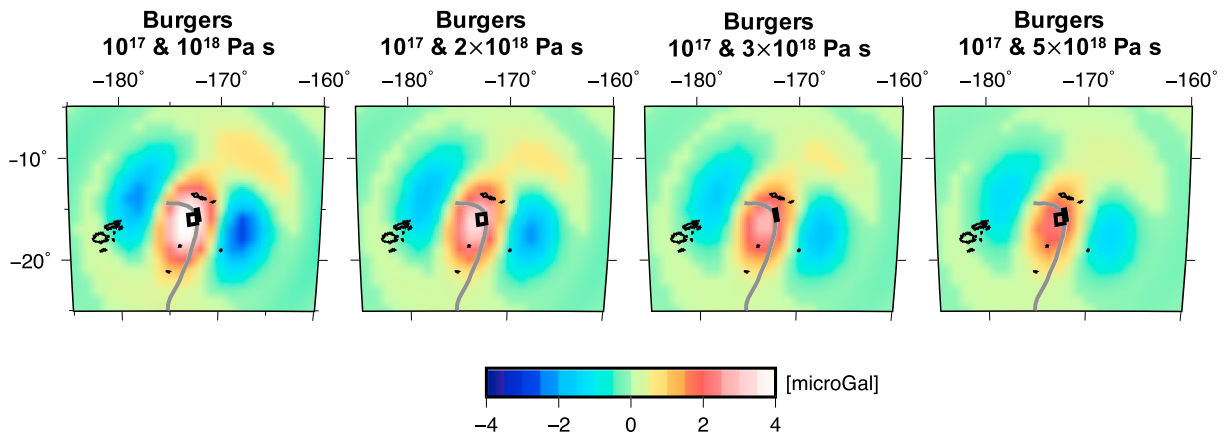 Burgers
10¹⁷ & 10¹⁸ Pa s
Burgers
10¹⁷ & 2×10¹⁸ Pa s
Burgers
10¹⁷ & 3×10¹⁸ Pa s
Burgers
10¹⁷ & 5×10¹⁸ Pa s
−180° −170° −160°
−180° −170° −160°
−180° −170° −160°
−180° −170° −160°
−10°
−20°
[microGal]
−4 −2 0 2 4